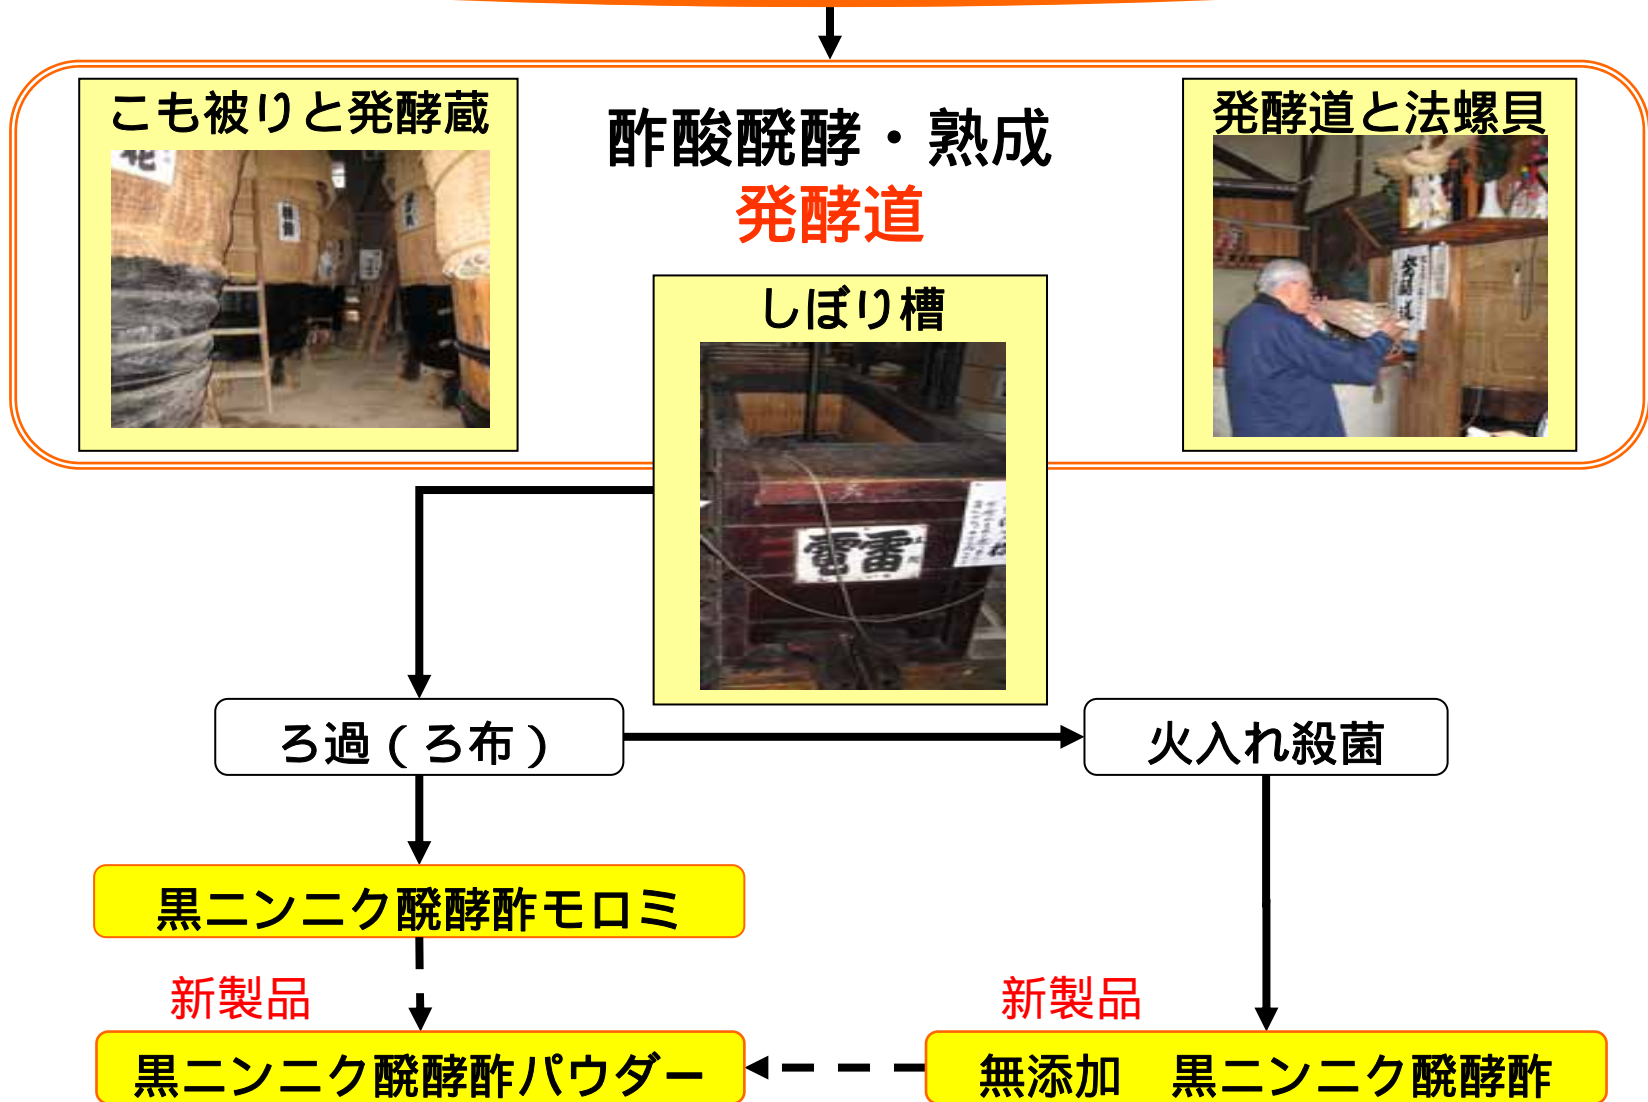 こも被りと発酵蔵
酢酸醗酵・熟成
発酵道
発酵道と法螺貝
しぼり槽
ろ過（ろ布）
火入れ殺菌
黒ニンニク醗酵酢モロミ
新製品
新製品
黒ニンニク醗酵酢パウダー
無添加　黒ニンニク醗酵酢